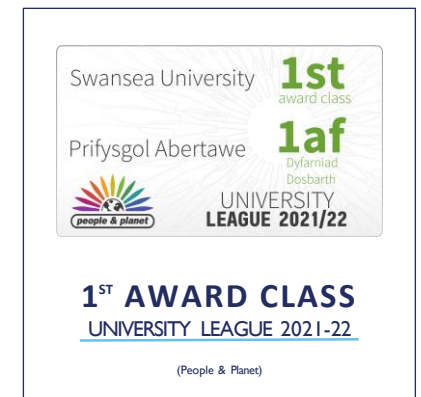 Swansea University 1st
award class
Prifysgol Abertawe 1af
Dyfarniad
Dosbarth
people & planet
UNIVERSITY
LEAGUE 2021/22
1ST AWARD CLASS
UNIVERSITY LEAGUE 2021-22
(People & Planet)